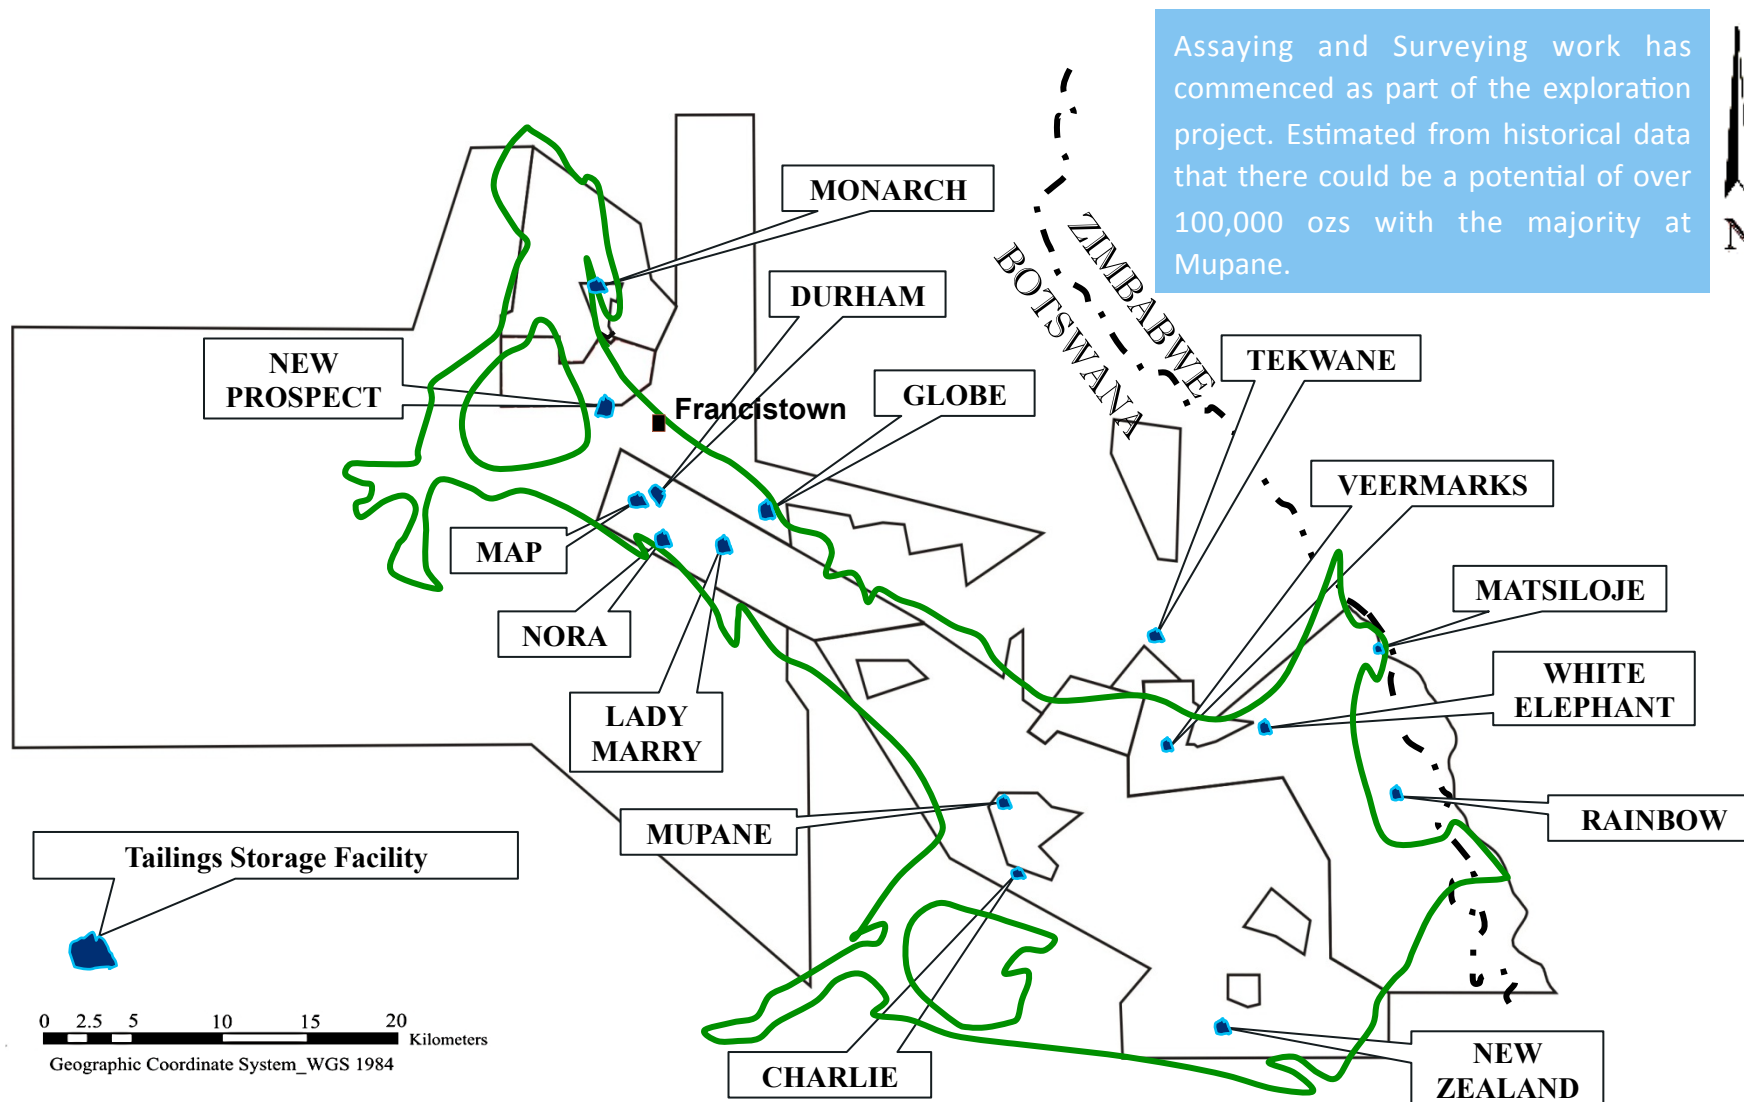 Assaying and Surveying work has
commenced as part of the exploration
project. Estimated from historical data
that there could be a potential of over
100,000 ozs with the majority at
Mupane.
N
MONARCH
ZIMBABWE
BOTSWANA
DURHAM
NEW
PROSPECT
TEKWANE
GLOBE
Francistown
VEERMARKS
MAP
MATSILOJE
NORA
WHITE
ELEPHANT
LADY
MARRY
MUPANE
RAINBOW
Tailings Storage Facility
0 2.5 5 10 15 20
Kilometers
Geographic Coordinate System_WGS 1984
CHARLIE
NEW
ZEALAND